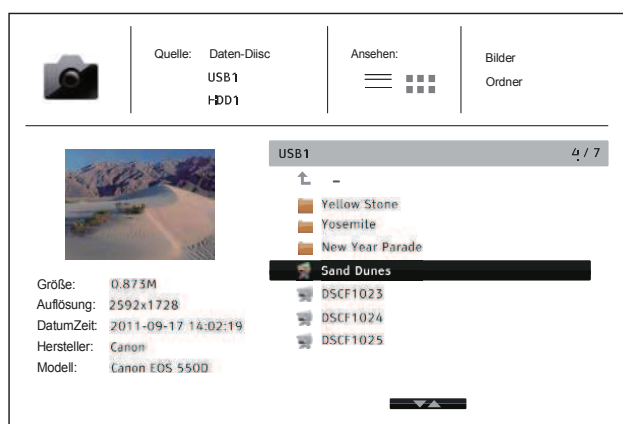 Quelle: Daten-Diisc Ansehen: Bilder
USB1 Ordner
HDD1
USB1 4 / 7
–
Yellow Stone
Yosemite
New Year Parade
Sand Dunes
DSCF1023
DSCF1024
DSCF1025
Größe: 0.873M
Auflösung: 2592x1728
DatumZeit: 2011-09-17 14:02:19
Hersteller: Canon
Modell: Canon EOS 550D